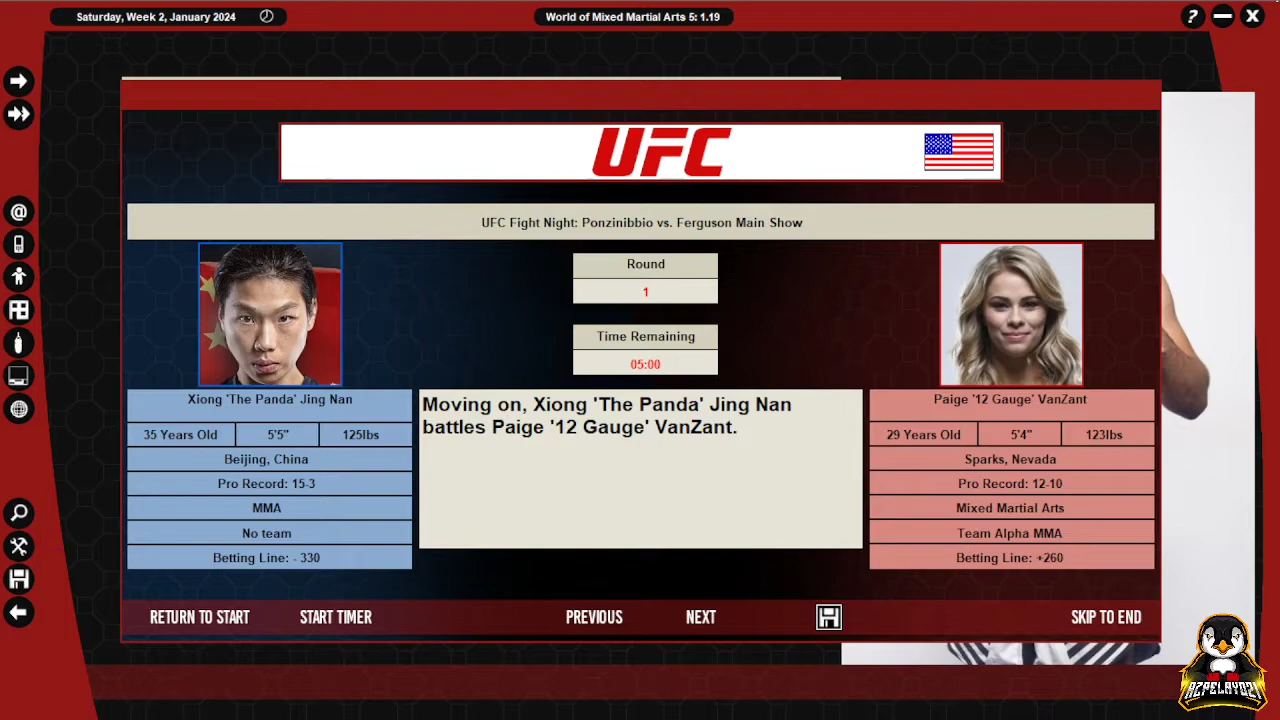 Saturday, Week 2, January 2024
World of Mixed Martial Arts 5: 1.19
?
@
UFC
UFC Fight Night: Ponzinibbio vs. Ferguson Main Show
Round
1
Time Remaining
05:00
Xiong 'The Panda' Jing Nan
35 Years Old 5'5" 125lbs
Beijing, China
Pro Record: 15-3
MMA
No team
Betting Line: - 330
Moving on, Xiong 'The Panda' Jing Nan
battles Paige '12 Gauge' VanZant.
Paige '12 Gauge' VanZant
29 Years Old 5'4" 123lbs
Sparks, Nevada
Pro Record: 12-10
Mixed Martial Arts
Team Alpha MMA
Betting Line: +260
RETURN TO START START TIMER PREVIOUS NEXT SKIP TO END
AZPELAYO21